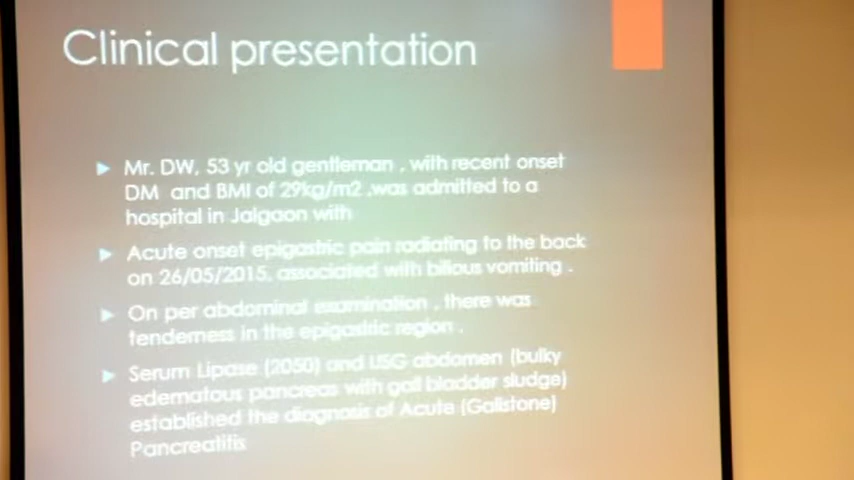 Clinical presentation
Mr. DW, 53 yr old gentleman , with recent onset
DM and BMI of 29kg/m2 ,was admitted to a
hospital in Jalgaon with
Acute onset epigastric pain radiating to the back
on 26/05/2015, associated with bilious vomiting .
On per abdominal examination , there was
tenderness in the epigastric region .
Serum Lipase (2050) and USG abdomen (bulky
edematous pancreas with gall bladder sludge)
established the diagnosis of Acute (Gallstone)
Pancreatitis